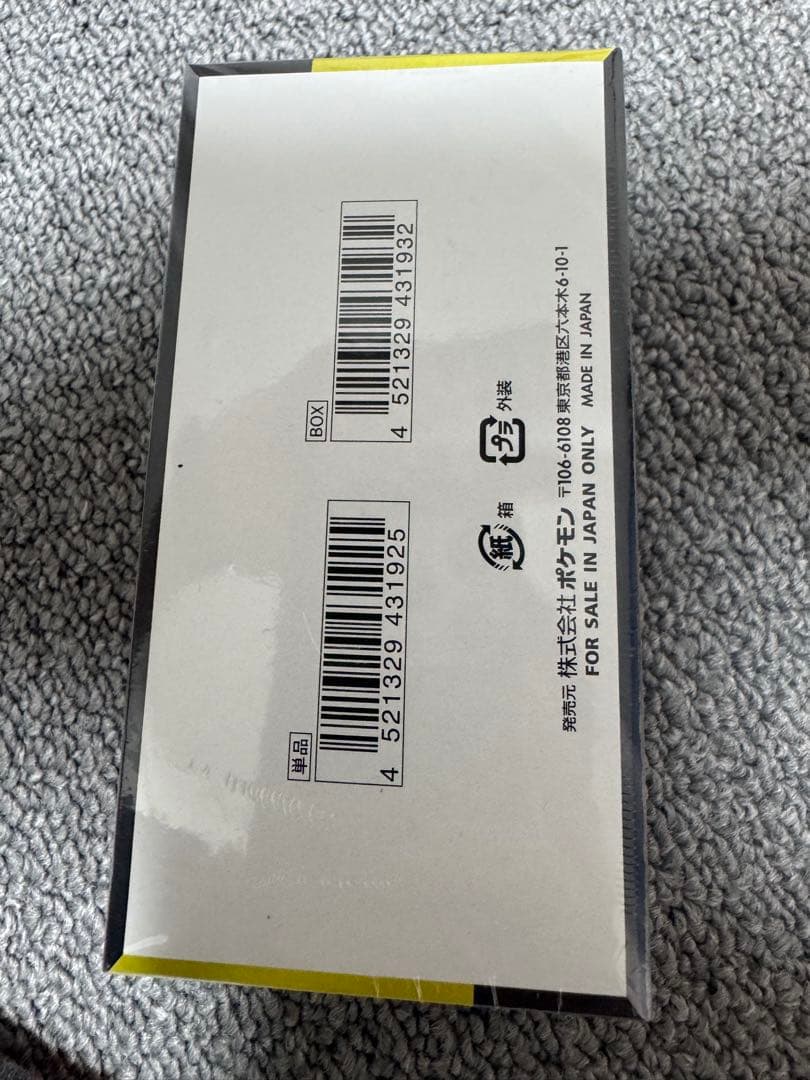 BOX
4 521329 431932
単品
4 521329 431925
プラ 外装
紙 箱
発売元 株式会社 ポケモン 〒106-6108 東京都港区六本木6-10-1
FOR SALE IN JAPAN ONLY MADE IN JAPAN